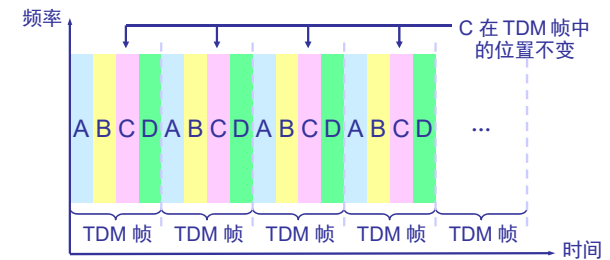 频率
C 在 TDM 帧中
的位置不变
A B C D A B C D A B C D A B C D ...
TDM 帧 TDM 帧 TDM 帧 TDM 帧 TDM 帧
时间